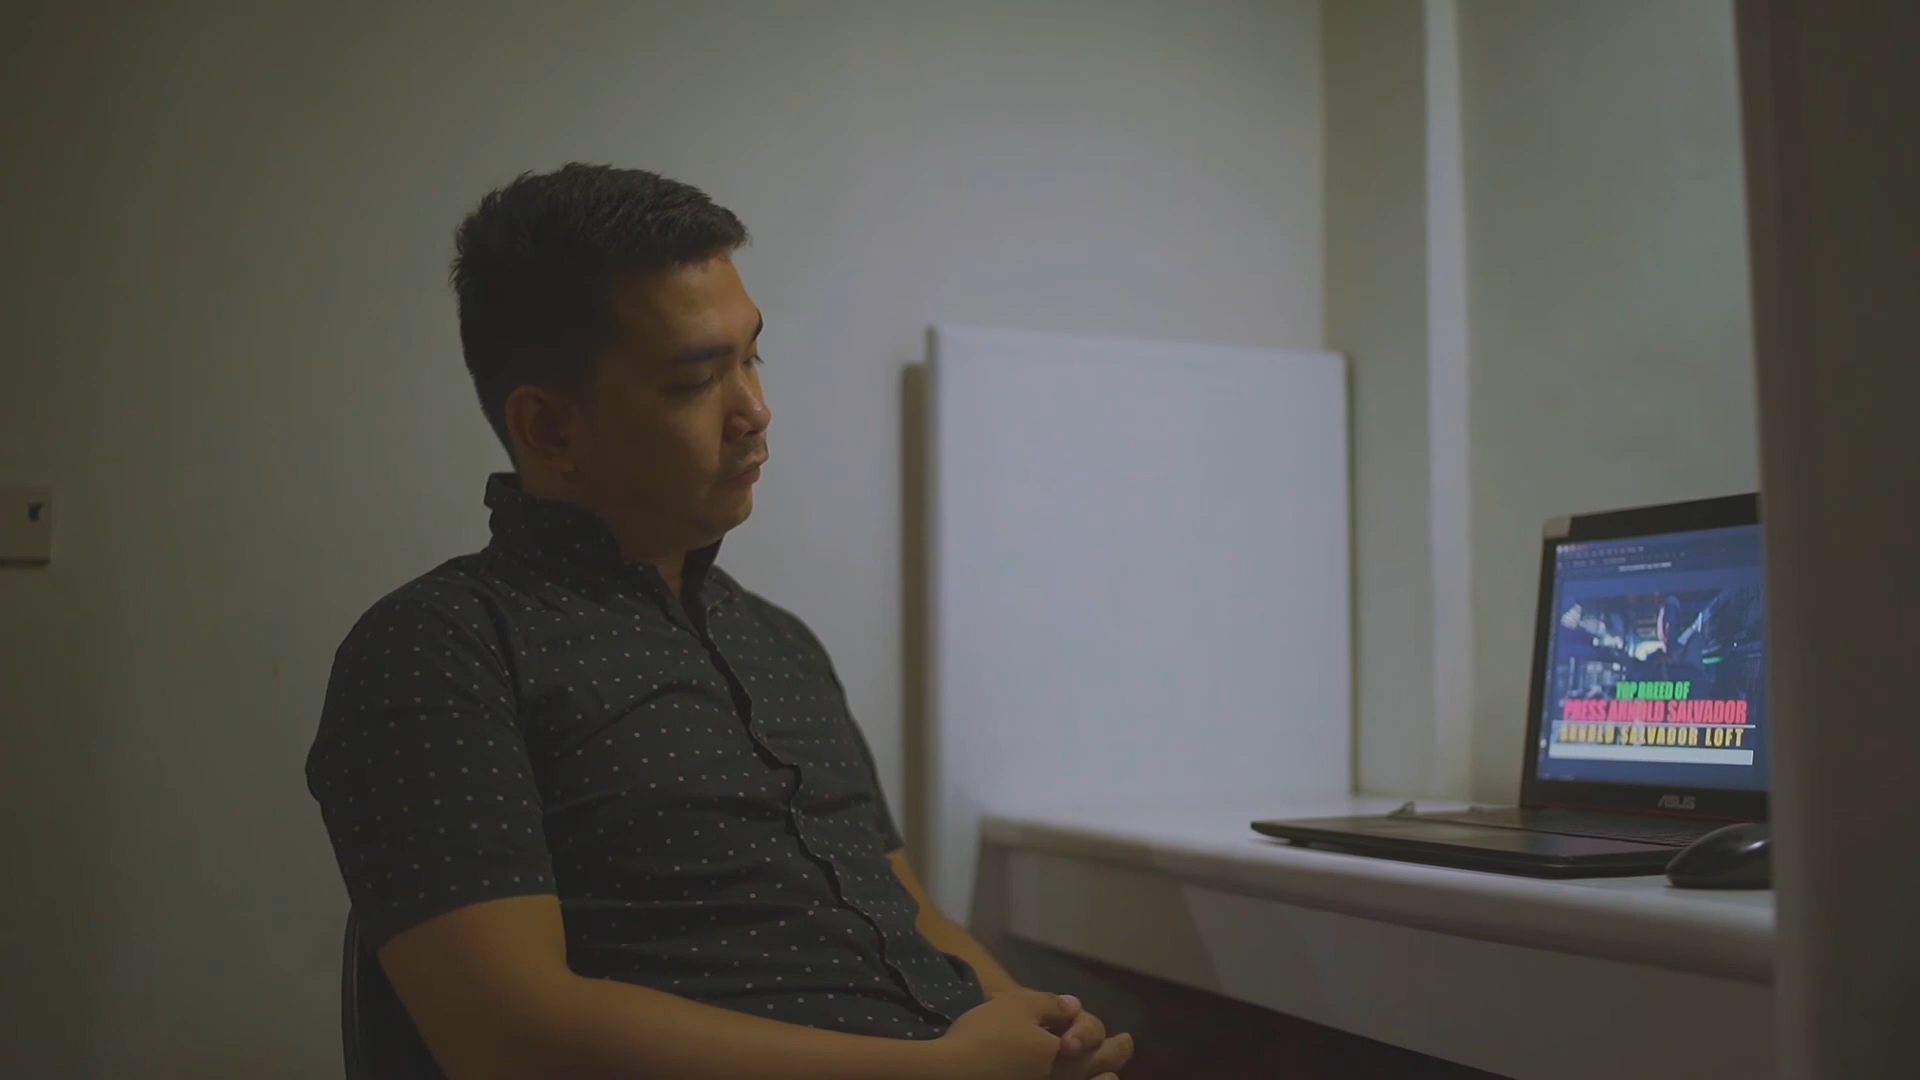 TOP BREED OF
PRESS ARNOLD SALVADOR
ARNOLD SALVADOR LOFT
ASUS